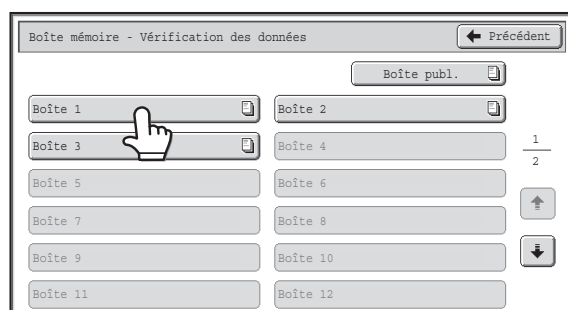 Boîte mémoire - Vérification des données
Précédent
Boîte publ.
Boîte 1
Boîte 2
Boîte 3
Boîte 4
1
2
Boîte 5
Boîte 6
Boîte 7
Boîte 8
Boîte 9
Boîte 10
Boîte 11
Boîte 12